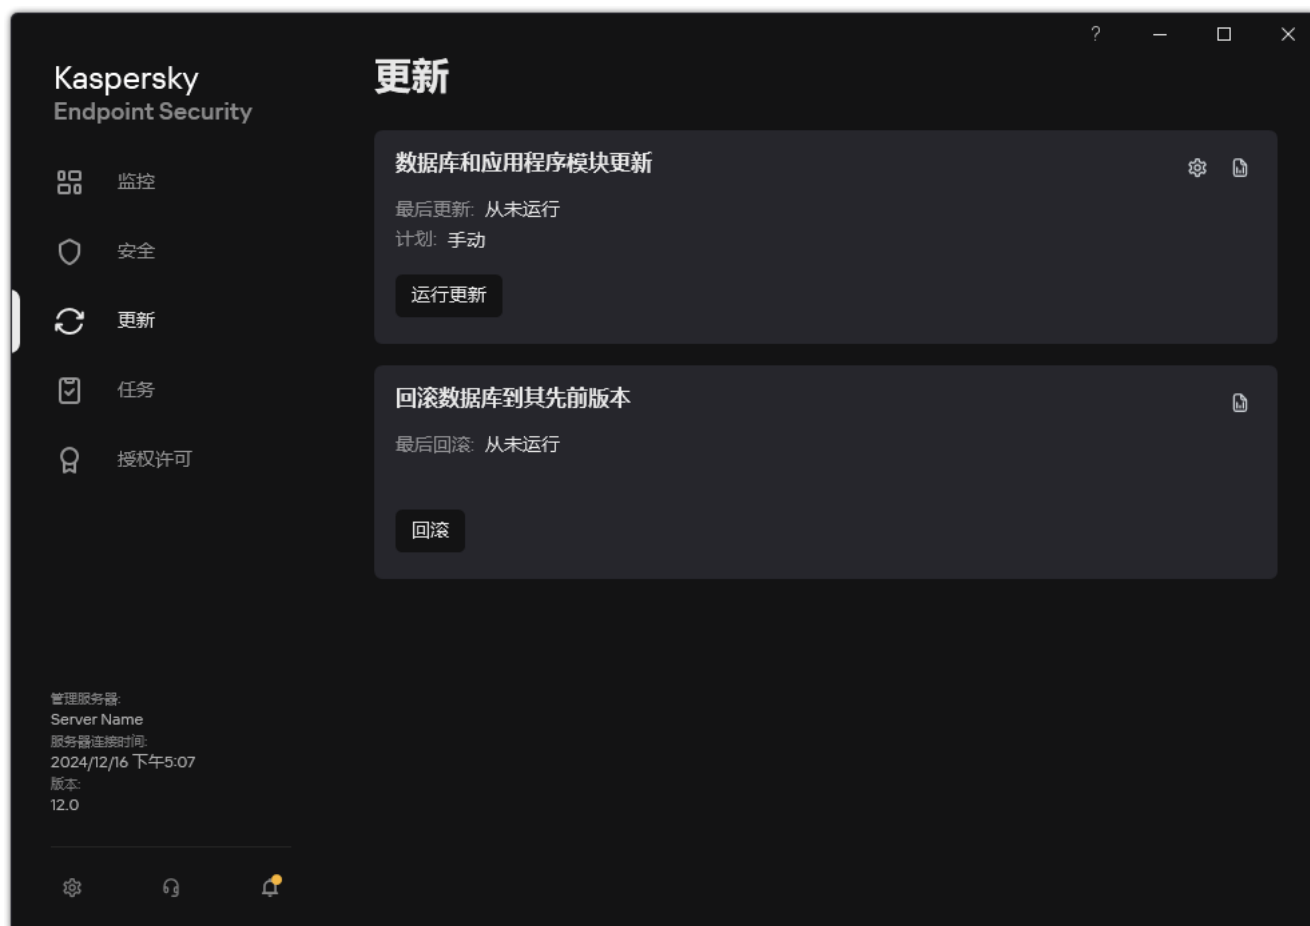 ?
Kaspersky
Endpoint Security
监控
安全
更新
任务
授权许可
管理服务器:
Server Name
服务器连接时间:
2024/12/16 下午5:07
版本:
12.0
更新
数据库和应用程序模块更新
最后更新: 从未运行
计划: 手动
运行更新
回滚数据库到其先前版本
最后回滚: 从未运行
回滚